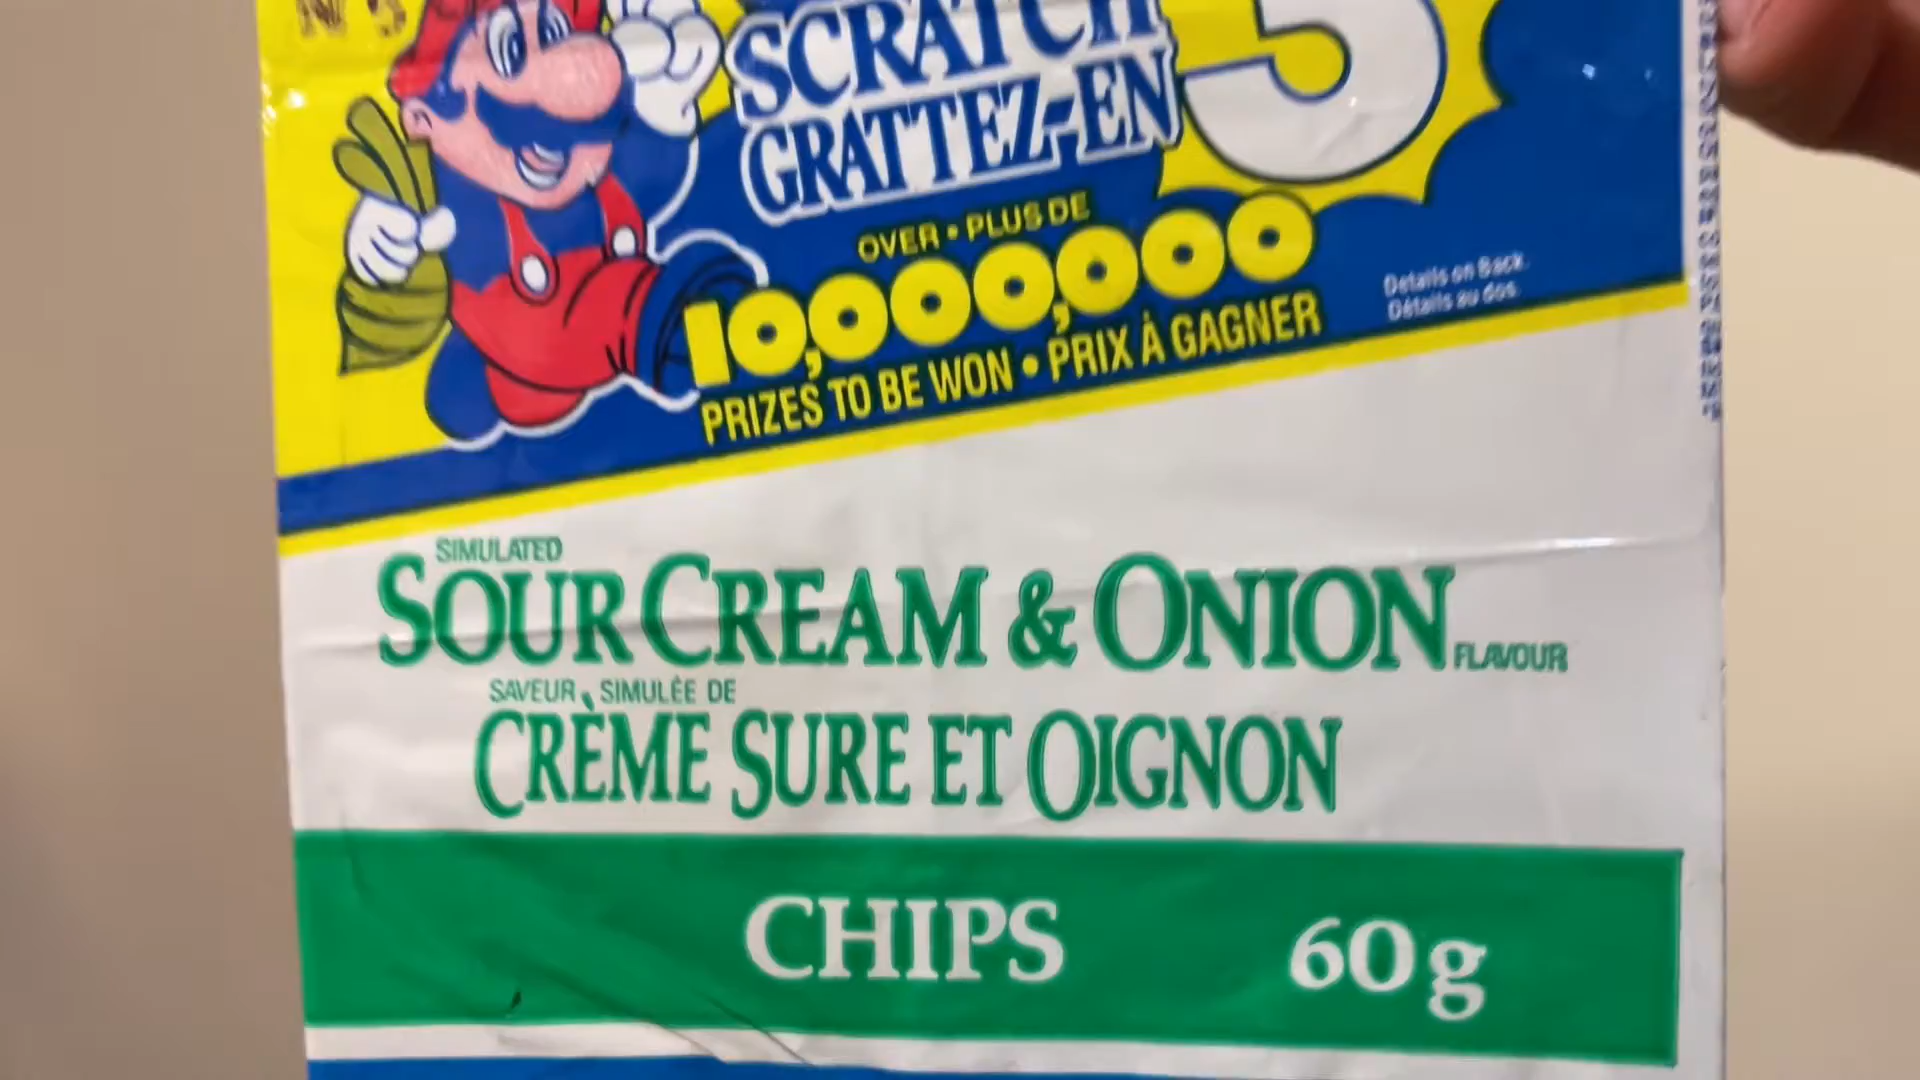 SCRATCH
GRATTEZ-EN
3
OVER • PLUS DE
10,000,000
PRIZES TO BE WON • PRIX À GAGNER
Details on Back.
Détails au dos.
SIMULATED
SOUR CREAM & ONION
FLAVOUR
SAVEUR SIMULÉE DE
CRÈME SURE ET OIGNON
CHIPS 60 g